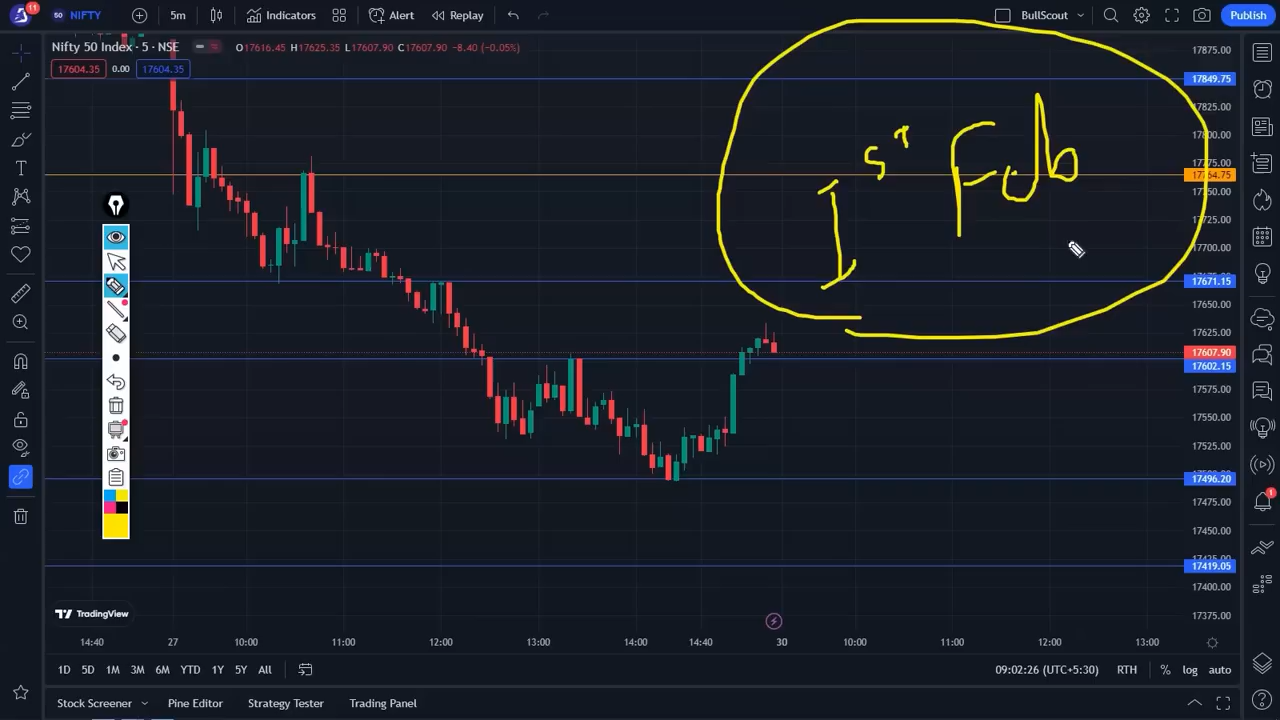 11
50 NIFTY
5m
Indicators
Alert
Replay
BullScout
Publish
Nifty 50 Index · 5 · NSE
O17616.45 H17625.35 L17607.90 C17607.90 -8.40 (-0.05%)
17604.35 0.00 17604.35
1st Feb
17875.00
17849.75
17825.00
17800.00
17775.00
17764.75
17750.00
17725.00
17700.00
17671.15
17650.00
17625.00
17607.90
17602.15
17575.00
17550.00
17525.00
17496.20
17475.00
17450.00
17425.00
17419.05
17400.00
17375.00
1
TradingView
14:40 27 10:00 11:00 12:00 13:00 14:00 14:40 30 10:00 11:00 12:00 13:00
1D 5D 1M 3M 6M YTD 1Y 5Y All
09:02:26 (UTC+5:30) RTH % log auto
Stock Screener Pine Editor Strategy Tester Trading Panel